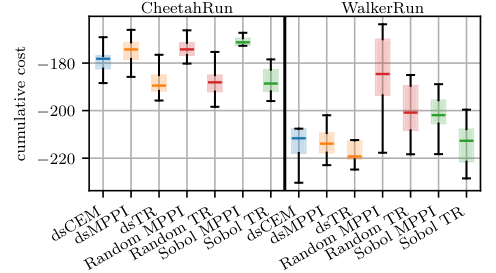 CheetahRun
WalkerRun
cumulative cost
−180
−200
−220
dsCEM
dsMPPI
dsTR
Random MPPI
Random TR
Sobol MPPI
Sobol TR
dsCEM
dsMPPI
dsTR
Random MPPI
Random TR
Sobol MPPI
Sobol TR